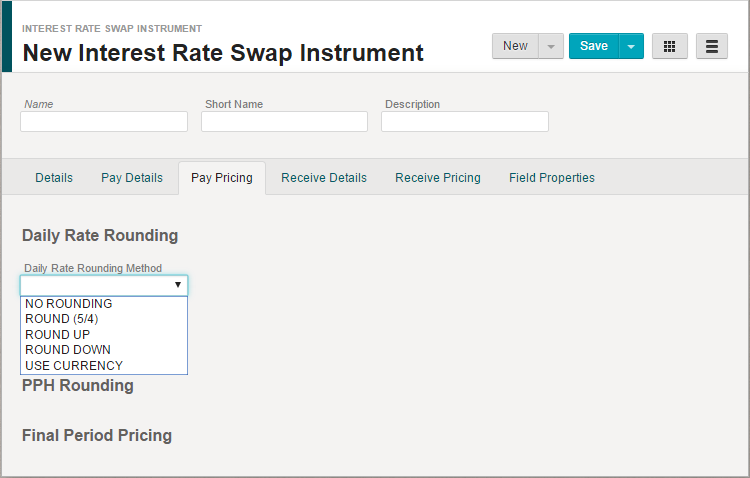 INTEREST RATE SWAP INSTRUMENT
New Interest Rate Swap Instrument
New Save
Name Short Name Description
Details Pay Details Pay Pricing Receive Details Receive Pricing Field Properties
Daily Rate Rounding
Daily Rate Rounding Method
NO ROUNDING
ROUND (5/4)
ROUND UP
ROUND DOWN
USE CURRENCY
PPH Rounding
Final Period Pricing